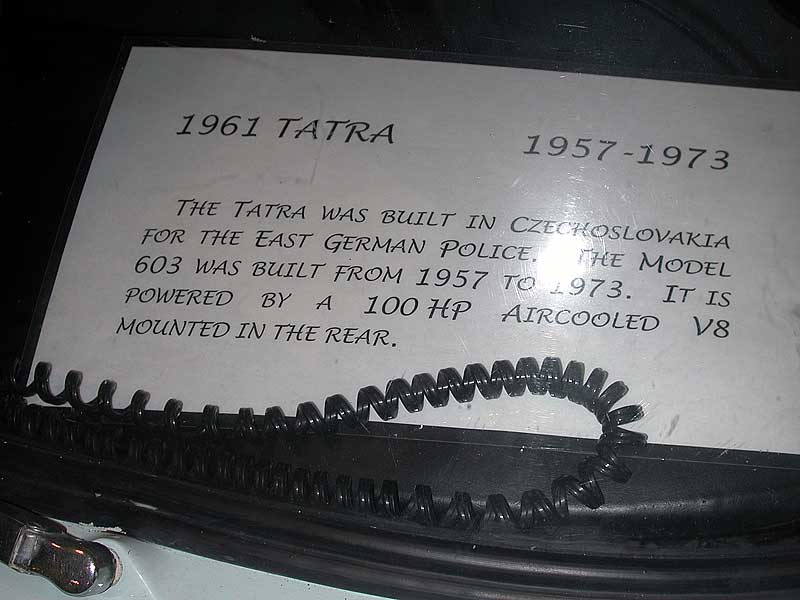 1961 TATRA 1957-1973
THE TATRA WAS BUILT IN CZECHOSLOVAKIA
FOR THE EAST GERMAN POLICE. THE MODEL
603 WAS BUILT FROM 1957 TO 1973. IT IS
POWERED BY A 100 HP AIRCOOLED V8
MOUNTED IN THE REAR.